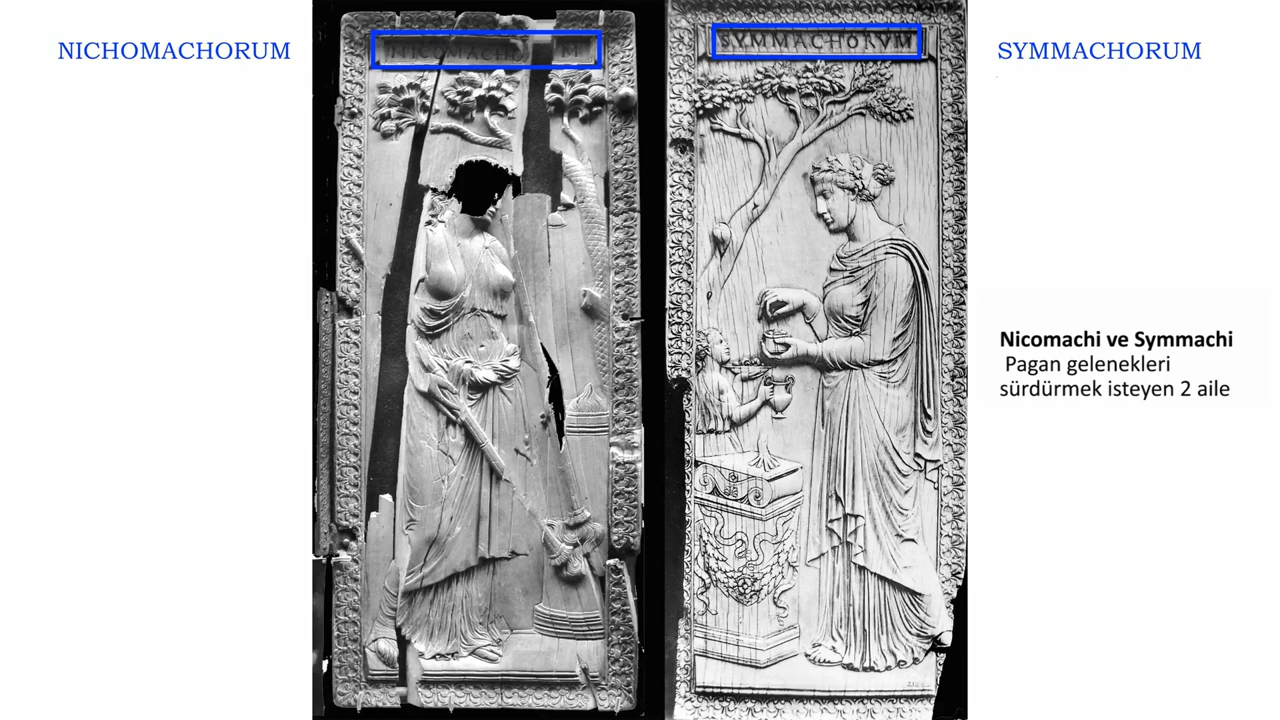 NICHOMACHORUM
NICOMACHO M
SYMMACHORVM
SYMMACHORUM
Nicomachi ve Symmachi
Pagan gelenekleri
sürdürmek isteyen 2 aile